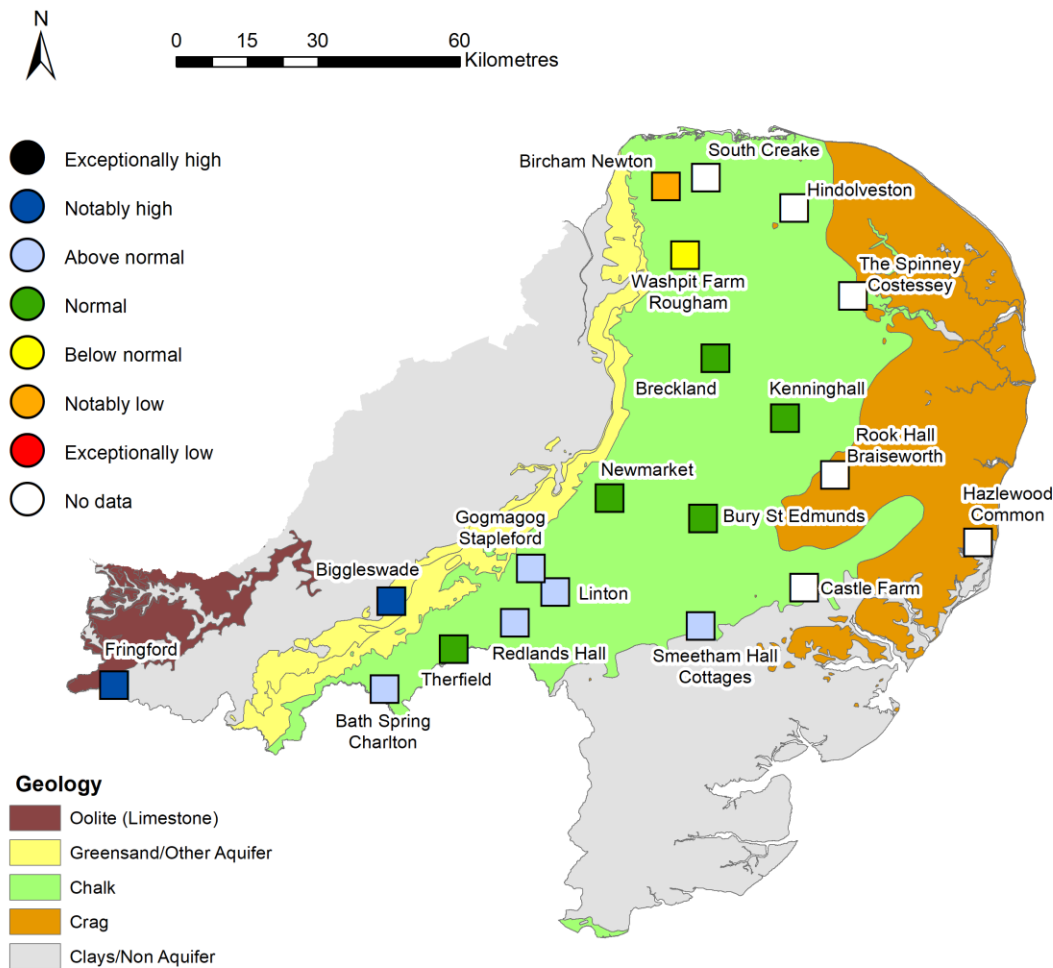 N
0 15 30 60
Kilometres
Exceptionally high
Notably high
Above normal
Normal
Below normal
Notably low
Exceptionally low
No data
South Creake
Bircham Newton
Hindolveston
The Spinney
Costessey
Washpit Farm
Rougham
Breckland
Kenninghall
Rook Hall
Braiseworth
Newmarket
Hazlewood
Common
Bury St Edmunds
Gogmagog
Stapleford
Biggleswade
Linton
Castle Farm
Fringford
Redlands Hall
Smeetham Hall
Cottages
Therfield
Bath Spring
Charlton
Geology
Oolite (Limestone)
Greensand/Other Aquifer
Chalk
Crag
Clays/Non Aquifer